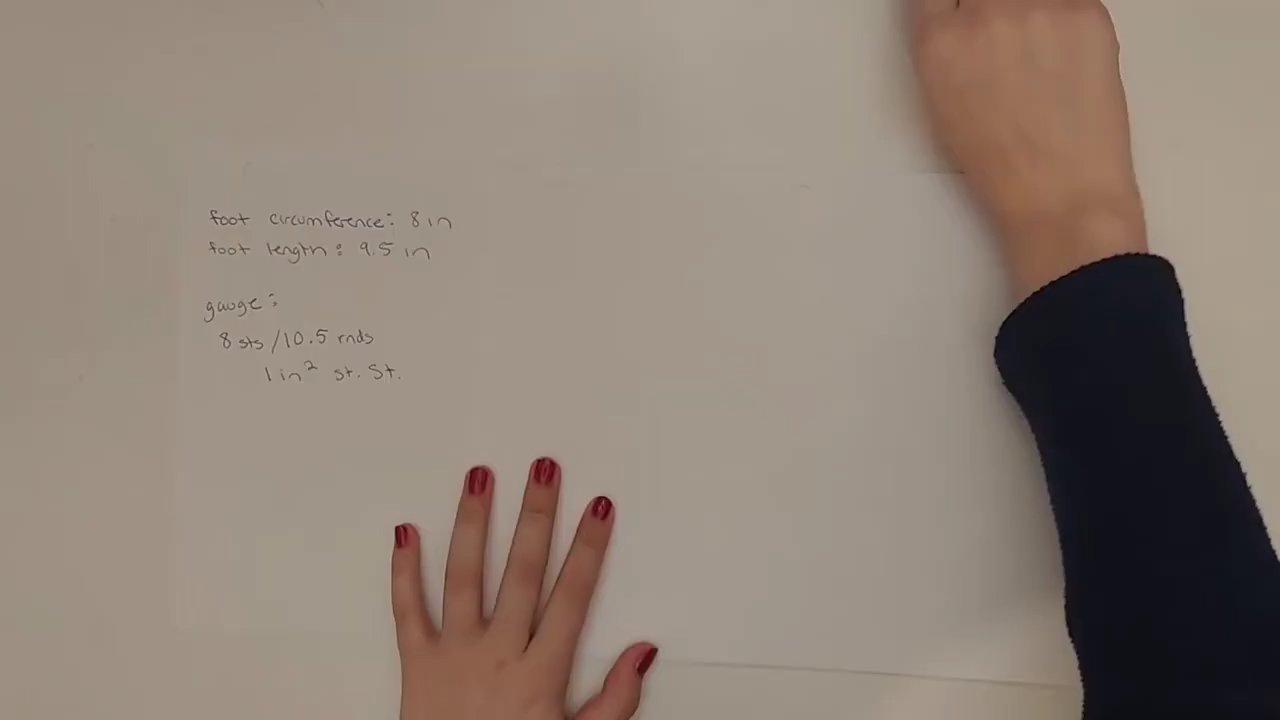 foot circumference: 8 in
foot length: 9.5 in
gauge:
8 sts/10.5 rnds
1 in² st. St.